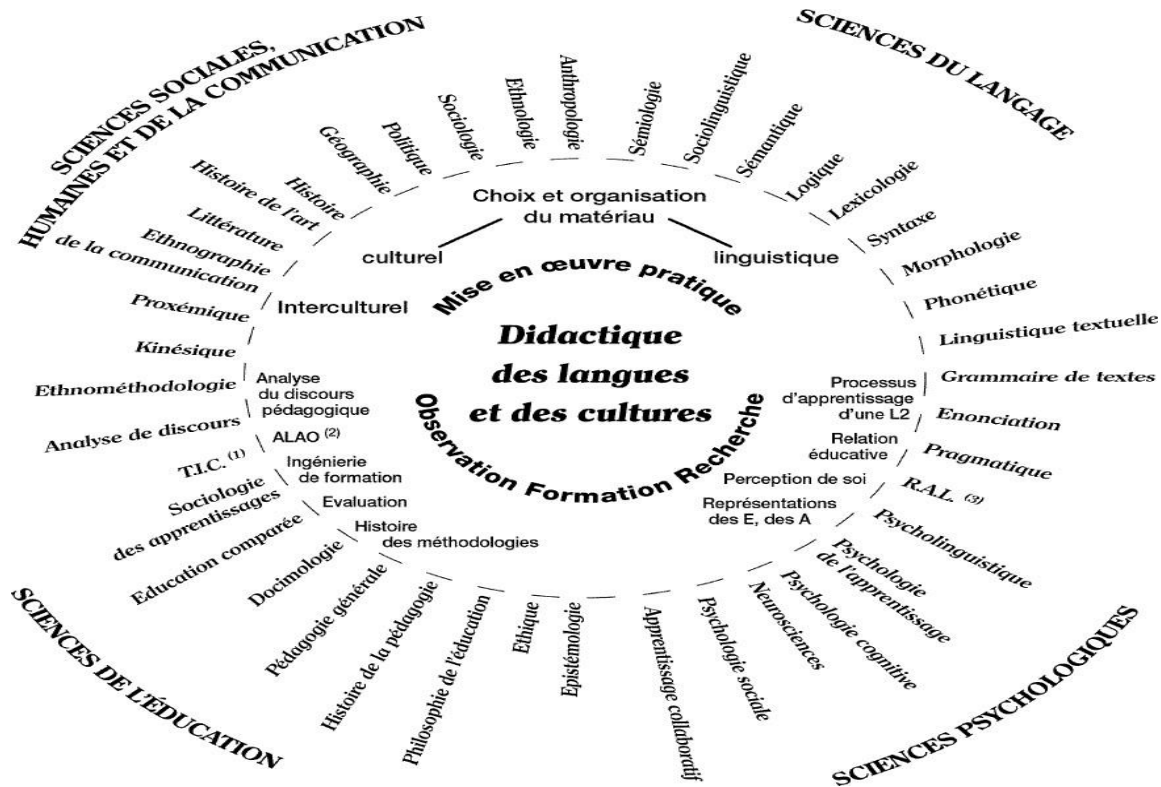 SCIENCES SOCIALES,
HUMAINES ET DE LA COMMUNICATION
SCIENCES DU LANGAGE
Anthropologie
Ethnologie
Sociologie
Politique
Géographie
Histoire
Histoire de l'art
Littérature
Ethnographie
de la communication
Proxémique
Kinésique
Ethnométhodologie
Analyse de discours
T.I.C. (1)
Sociologie
des apprentissages
Education comparée
Docimologie
Pédagogie générale
Histoire de la pédagogie
Philosophie de l'éducation
Ethique
Epistémologie
Sémiologie
Sociolinguistique
Sémantique
Logique
Lexicologie
Syntaxe
Morphologie
Phonétique
Linguistique textuelle
Grammaire de textes
Enonciation
Pragmatique
R.A.L. (3)
Psycholinguistique
Psychologie
de l'apprentissage
Psychologie cognitive
Neurosciences
Psychologie sociale
Apprentissage collaboratif
Choix et organisation
du matériau
culturel
linguistique
Interculturel
Mise en œuvre pratique
Didactique
des langues
et des cultures
Observation Formation Recherche
Analyse
du discours
pédagogique
ALAO (2)
Ingénierie
de formation
Evaluation
Histoire
des méthodologies
Processus
d'apprentissage
d'une L2
Relation
éducative
Perception de soi
Représentations
des E, des A
SCIENCES DE L'ÉDUCATION
SCIENCES PSYCHOLOGIQUES